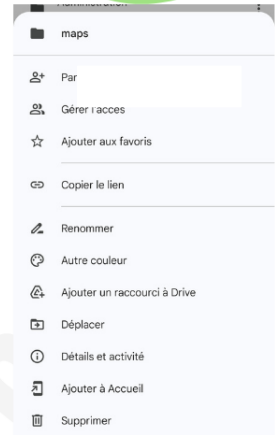 maps
Par
Gérer l'accès
Ajouter aux favoris
Copier le lien
Renommer
Autre couleur
Ajouter un raccourci à Drive
Déplacer
Détails et activité
Ajouter à Accueil
Supprimer